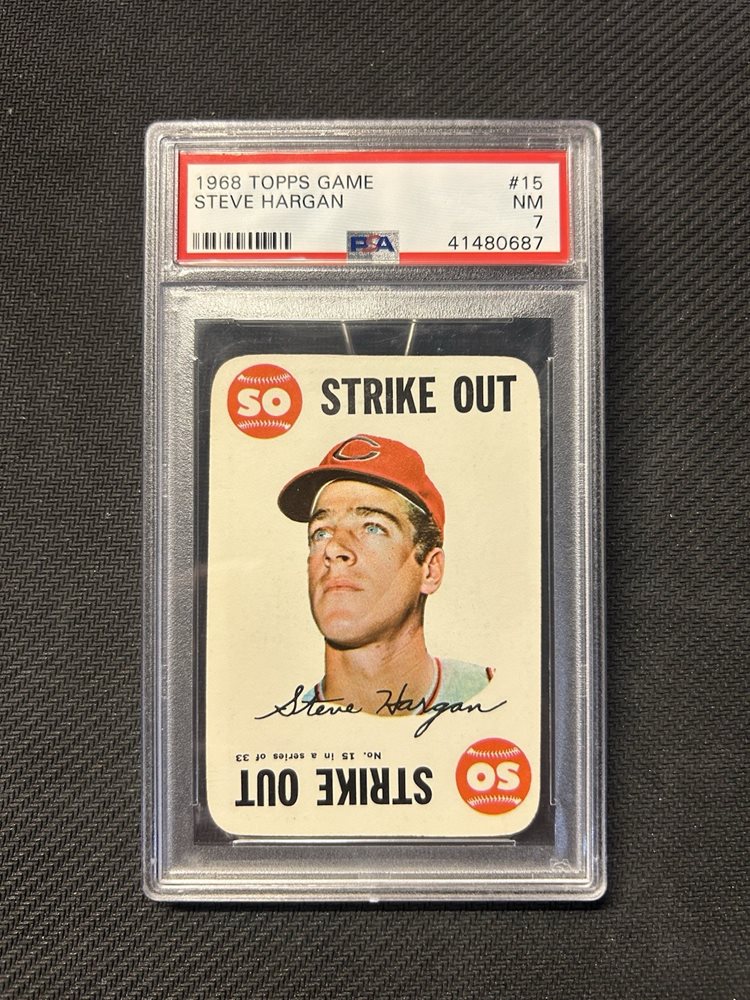 1968 TOPPS GAME #15
STEVE HARGAN NM
7
PSA 41480687
SO STRIKE OUT
C
Steve Hargan
No. 15 in a series of 33
STRIKE OUT SO